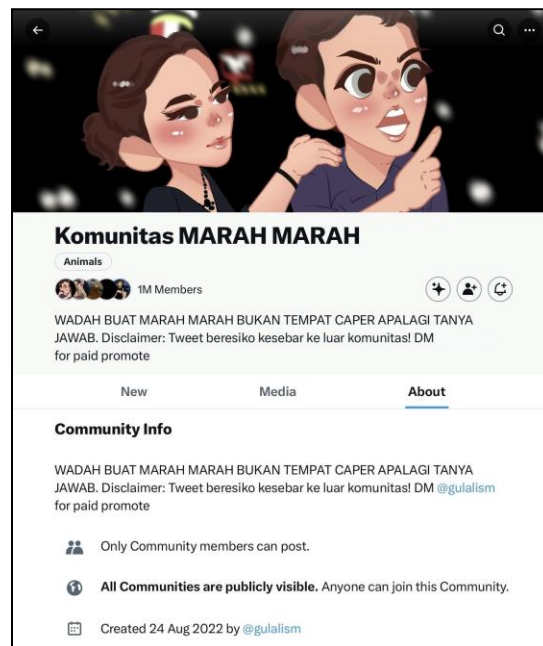 Komunitas MARAH MARAH
Animals
1M Members
WADAH BUAT MARAH MARAH BUKAN TEMPAT CAPER APALAGI TANYA
JAWAB. Disclaimer: Tweet beresiko kesebar ke luar komunitas! DM
for paid promote
New
Media
About
Community Info
WADAH BUAT MARAH MARAH BUKAN TEMPAT CAPER APALAGI TANYA
JAWAB. Disclaimer: Tweet beresiko kesebar ke luar komunitas! DM @gulalism
for paid promote
Only Community members can post.
All Communities are publicly visible. Anyone can join this Community.
Created 24 Aug 2022 by @gulalism